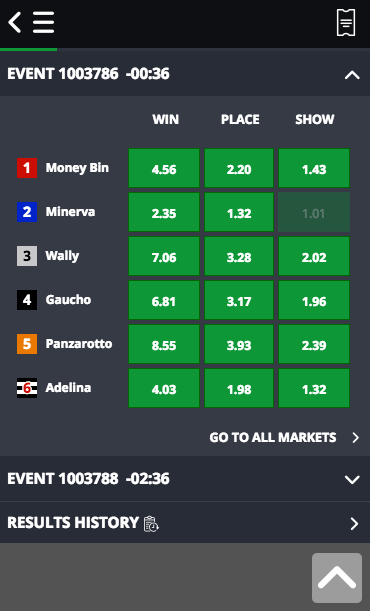 EVENT 1003786 -00:36
WIN PLACE SHOW
1 Money Bin 4.56 2.20 1.43
2 Minerva 2.35 1.32 1.01
3 Wally 7.06 3.28 2.02
4 Gaucho 6.81 3.17 1.96
5 Panzarotto 8.55 3.93 2.39
6 Adelina 4.03 1.98 1.32
GO TO ALL MARKETS
EVENT 1003788 -02:36
RESULTS HISTORY